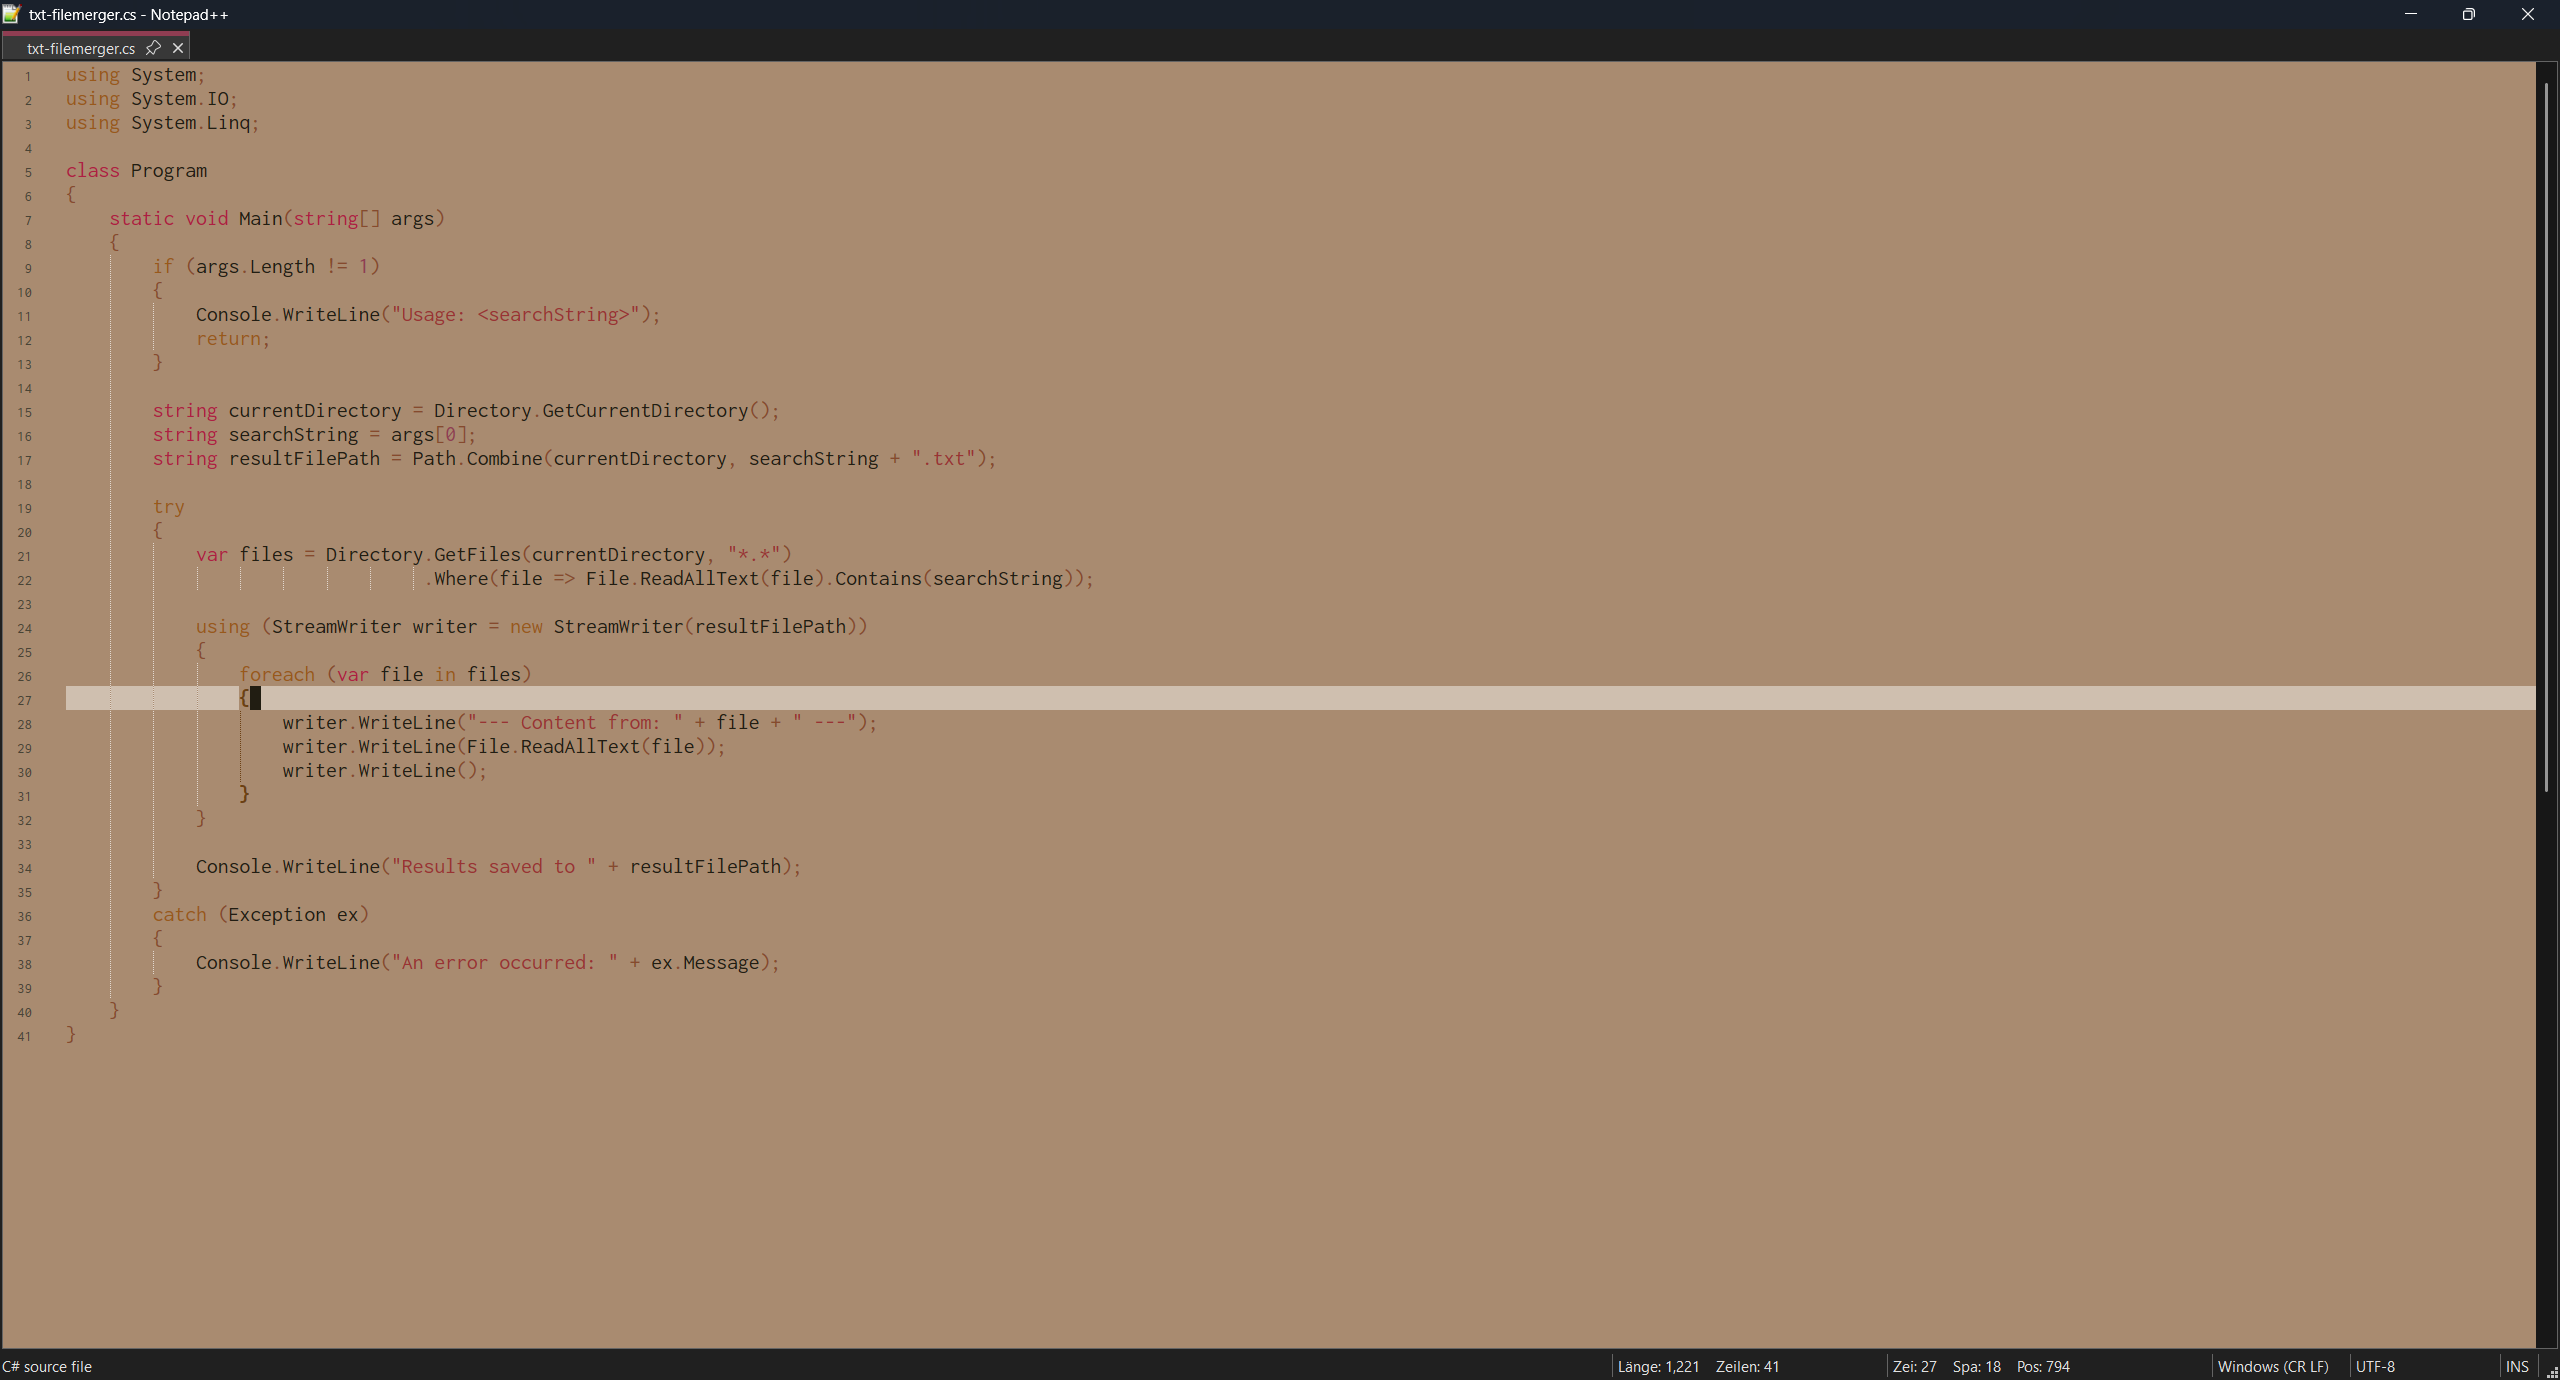 txt-filemerger.cs - Notepad++
txt-filemerger.cs
1 using System;
2 using System.IO;
3 using System.Linq;
4
5 class Program
6 {
7     static void Main(string[] args)
8     {
9         if (args.Length != 1)
10         {
11             Console.WriteLine("Usage: <searchString>");
12             return;
13         }
14
15         string currentDirectory = Directory.GetCurrentDirectory();
16         string searchString = args[0];
17         string resultFilePath = Path.Combine(currentDirectory, searchString + ".txt");
18
19         try
20         {
21             var files = Directory.GetFiles(currentDirectory, "*.*")
22                                  .Where(file => File.ReadAllText(file).Contains(searchString));
23
24             using (StreamWriter writer = new StreamWriter(resultFilePath))
25             {
26                 foreach (var file in files)
27                 {
28                     writer.WriteLine("--- Content from: " + file + " ---");
29                     writer.WriteLine(File.ReadAllText(file));
30                     writer.WriteLine();
31                 }
32             }
33
34             Console.WriteLine("Results saved to " + resultFilePath);
35         }
36         catch (Exception ex)
37         {
38             Console.WriteLine("An error occurred: " + ex.Message);
39         }
40     }
41 }
C# source file Länge: 1,221 Zeilen: 41 Zei: 27 Spa: 18 Pos: 794 Windows (CR LF) UTF-8 INS